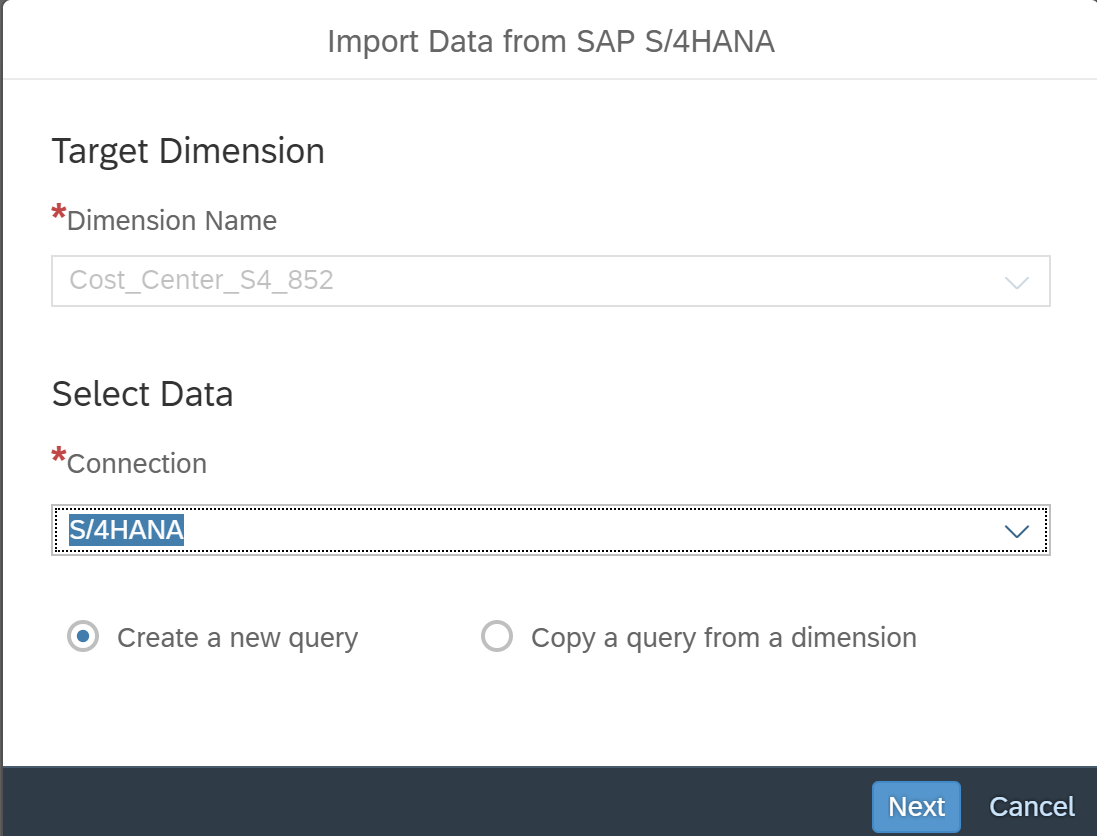 Import Data from SAP S/4HANA
Target Dimension
*Dimension Name
Cost_Center_S4_852
Select Data
*Connection
S/4HANA
Create a new query Copy a query from a dimension
Next Cancel